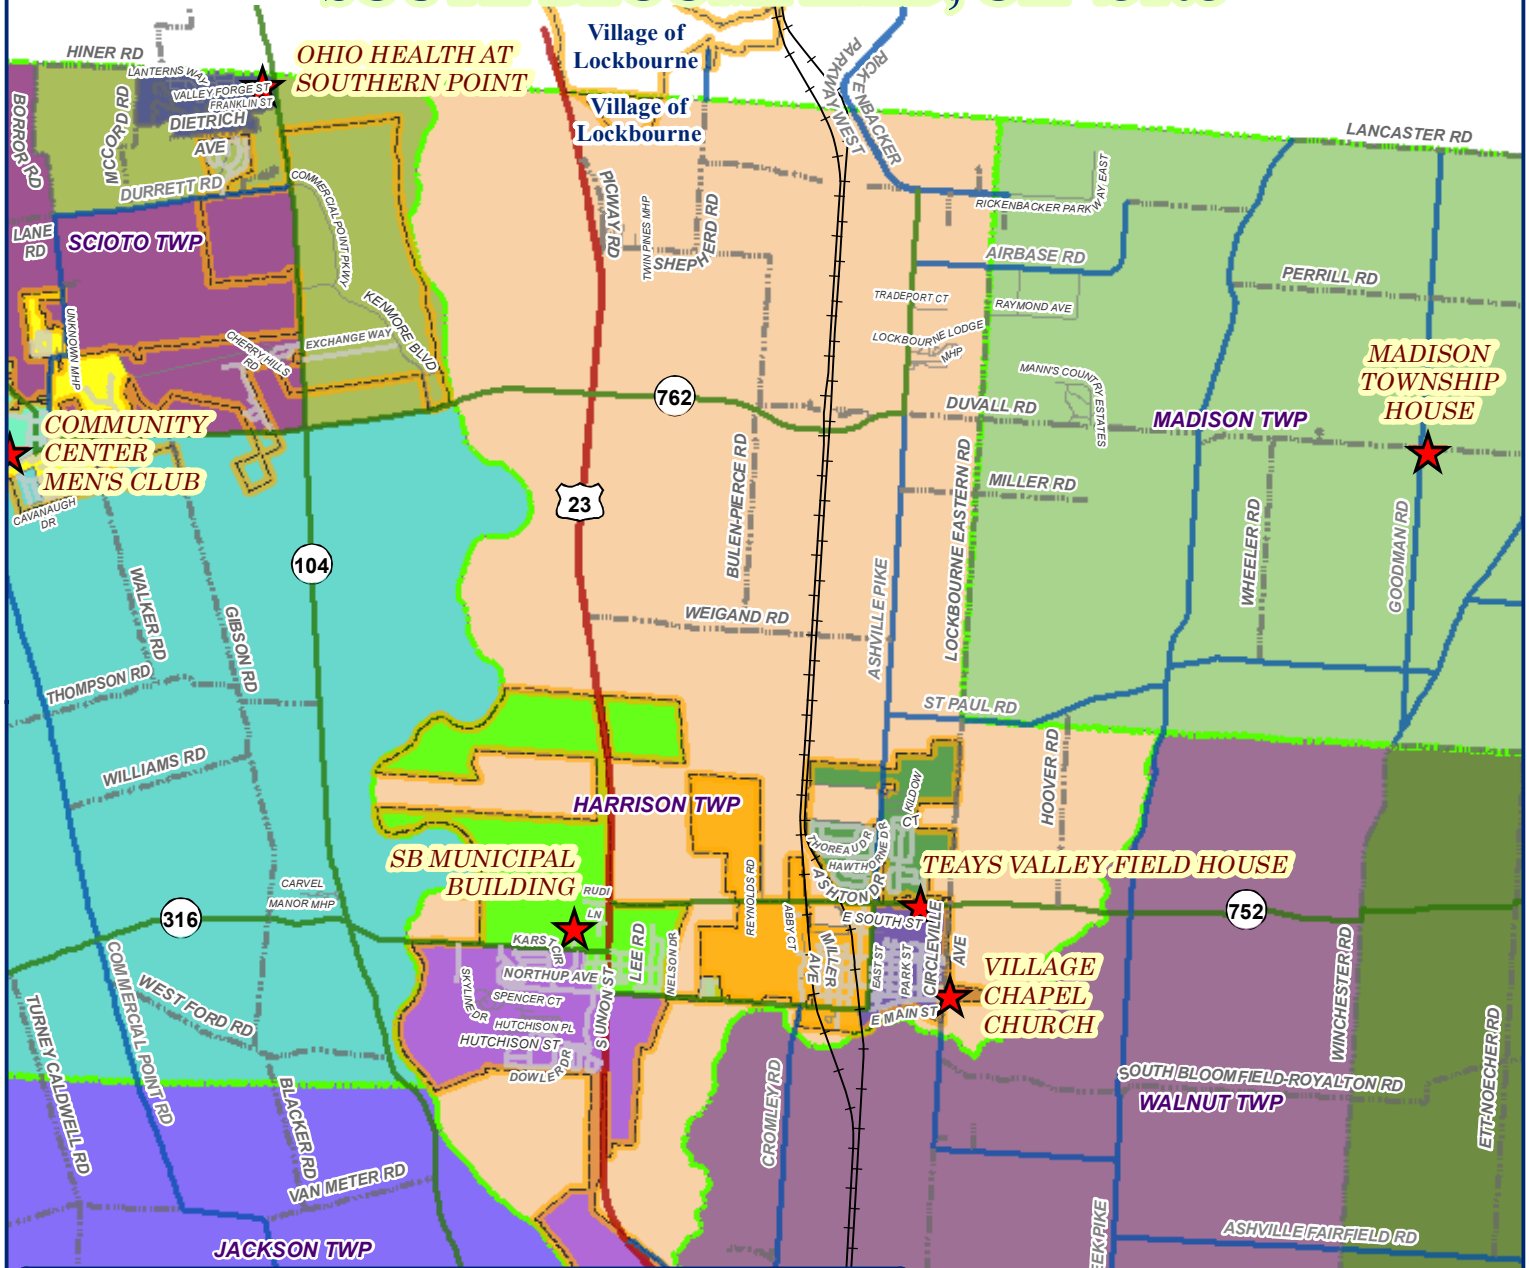 HINER RD
OHIO HEALTH AT
SOUTHERN POINT
Village of
Lockbourne
Village of
Lockbourne
RICKENBACKER
PARKWAY WEST
LANCASTER RD
LANTERNS WAY
VALLEY FORGE ST
FRANKLIN ST
DIETRICH
AVE
BORROR RD
MCCORD RD
DURRETT RD
LANE
RD
SCIOTO TWP
COMMERCIAL POINT PKWY
PICWAY RD
TWIN PINES MHP
SHEPHERD RD
RICKENBACKER PARKWAY EAST
AIRBASE RD
PERRILL RD
TRADEPORT CT
RAYMOND AVE
UNKNOWN MHP
CHERRY HILLS
RD
EXCHANGE WAY
KENMORE BLVD
LOCKBOURNE LODGE
MHP
MANN'S COUNTRY ESTATES
MADISON
TOWNSHIP
HOUSE
762
DUVALL RD
MADISON TWP
COMMUNITY
CENTER
MEN'S CLUB
CAVANAUGH
DR
23
BULEN-PIERCE RD
LOCKBOURNE EASTERN RD
MILLER RD
WHEELER RD
GOODMAN RD
104
WALKER RD
GIBSON RD
ASHVILLE PIKE
WEIGAND RD
THOMPSON RD
ST PAUL RD
WILLIAMS RD
HOOVER RD
HARRISON TWP
KILDOW
CT
THOREAU DR
HAWTHORNE DR
ASHTON DR
SB MUNICIPAL
BUILDING
TEAYS VALLEY FIELD HOUSE
REYNOLDS RD
RUDI
LN
CARVEL
MANOR MHP
316
752
ABBY CT
E SOUTH ST
MILLER
AVE
CIRCLEVILLE
AVE
KARST
CIR
LEE RD
NELSON DR
EAST ST
PARK ST
VILLAGE
CHAPEL
CHURCH
WINCHESTER RD
NORTHUP AVE
SKYLINE
DR
SPENCER CT
S UNION ST
E MAIN ST
HUTCHISON PL
HUTCHISON ST
DOWLER DR
COMMERCIAL POINT RD
WEST FORD RD
TURNEY CALDWELL RD
BLACKER RD
CROMLEY RD
SOUTH BLOOMFIELD-ROYALTON RD
WALNUT TWP
ETT-NOECHER RD
VAN METER RD
JACKSON TWP
EEK PIKE
ASHVILLE FAIRFIELD RD